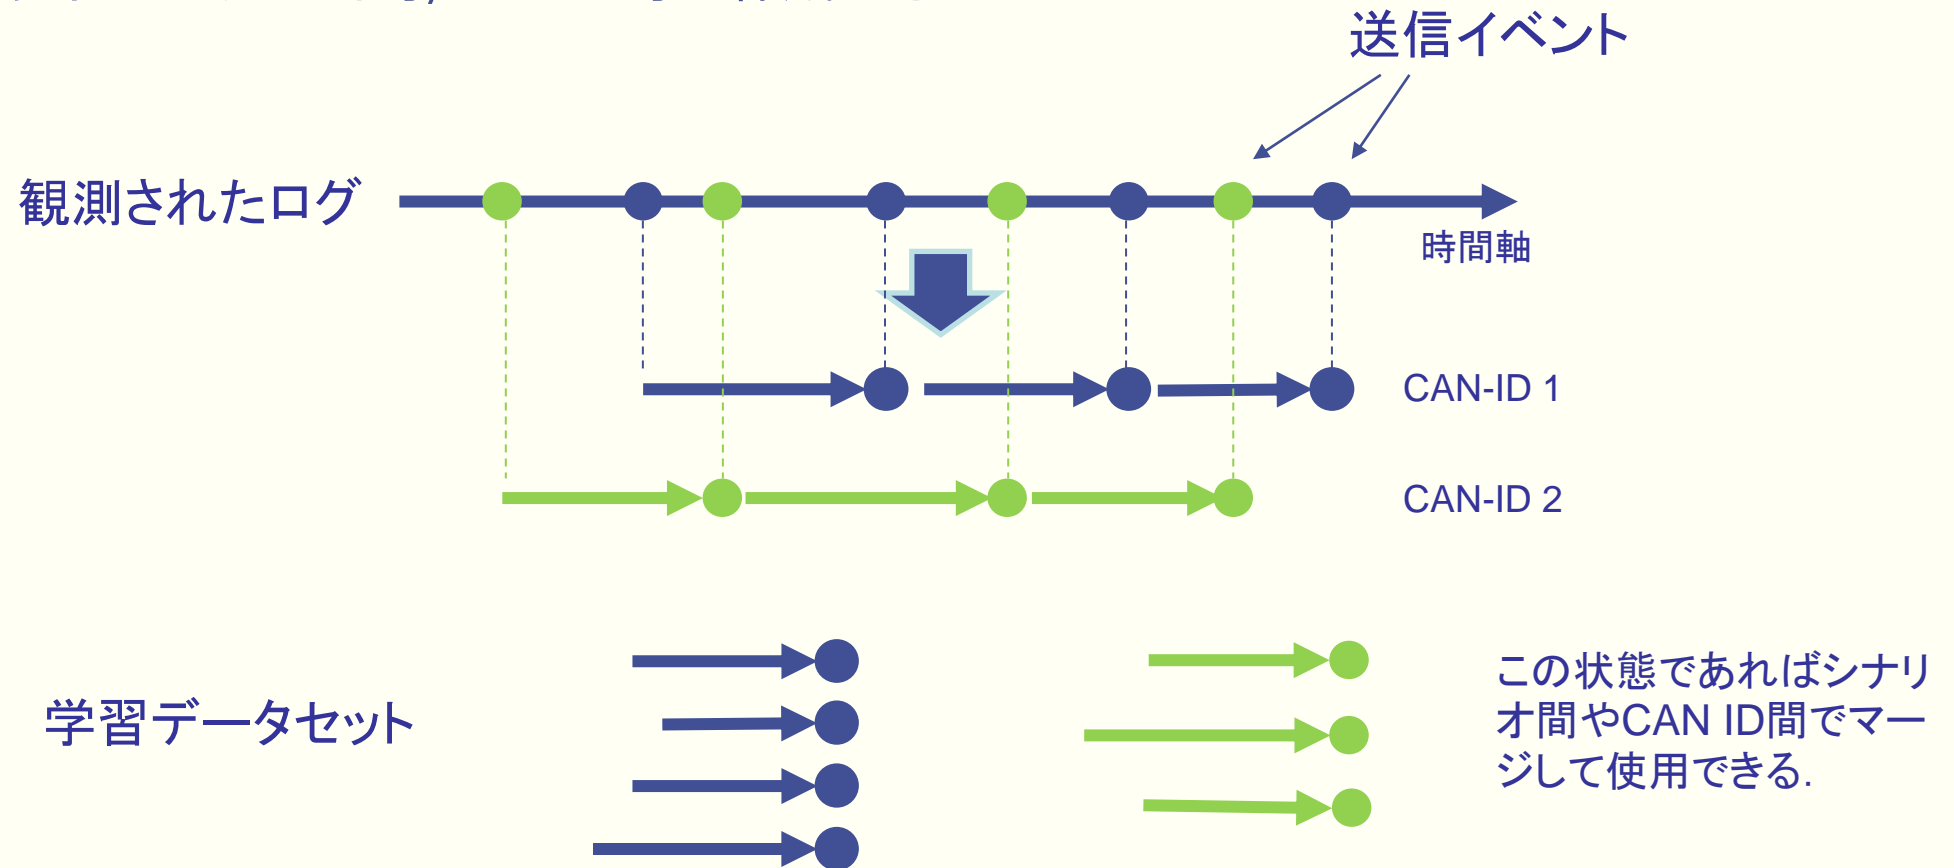 送信イベント
観測されたログ
時間軸
CAN-ID 1
CAN-ID 2
学習データセット
この状態であればシナリ
オ間やCAN ID間でマー
ジして使用できる.